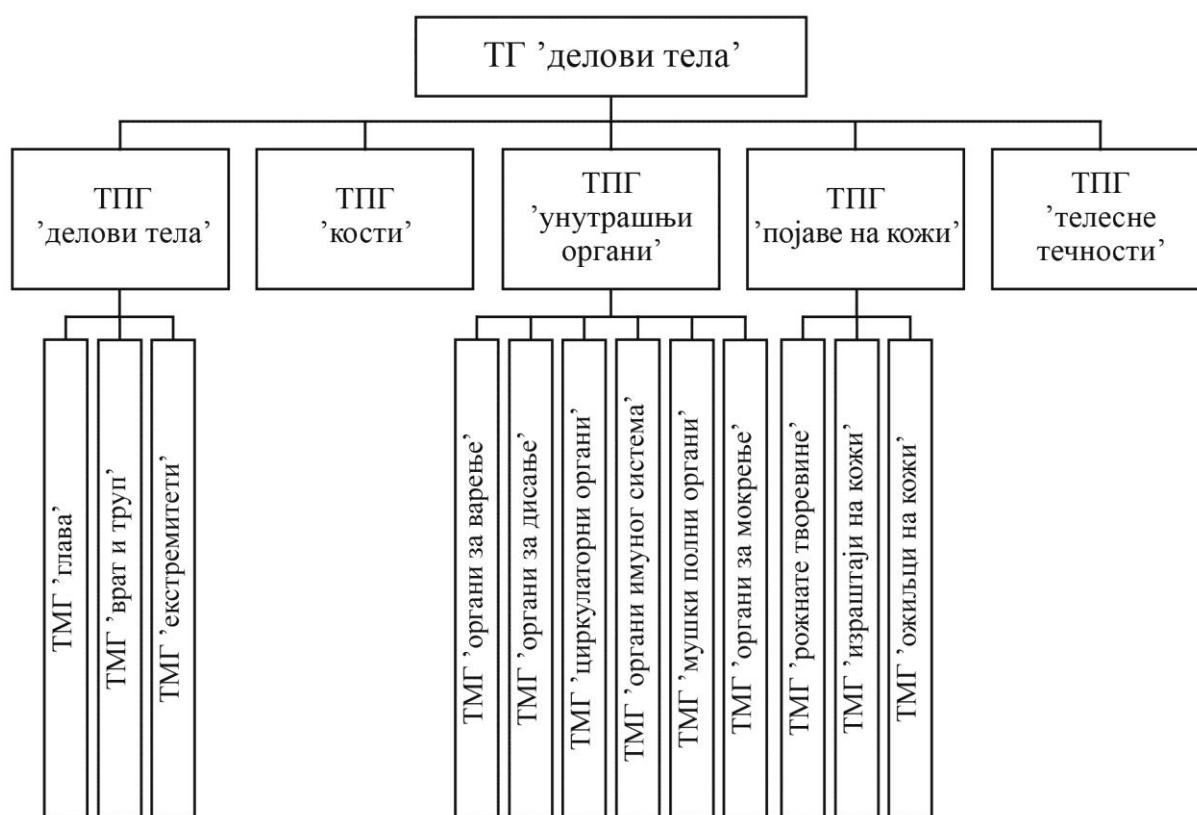 ТГ ’делови тела’
ТПГ
’делови тела’
ТПГ
’кости’
ТПГ
’унутрашњи
органи’
ТПГ
’појаве на кожи’
ТПГ
’телесне
течности’
ТМГ ’глава’
ТМГ ’врат и труп’
ТМГ ’екстремитети’
ТМГ ’органи за варење’
ТМГ ’органи за дисање’
ТМГ ’циркулаторни органи’
ТМГ ’органи имуног система’
ТМГ ’мушки полни органи’
ТМГ ’органи за мокрење’
ТМГ ’рожнате творевине’
ТМГ ’израштаји на кожи’
ТМГ ’ожиљци на кожи’